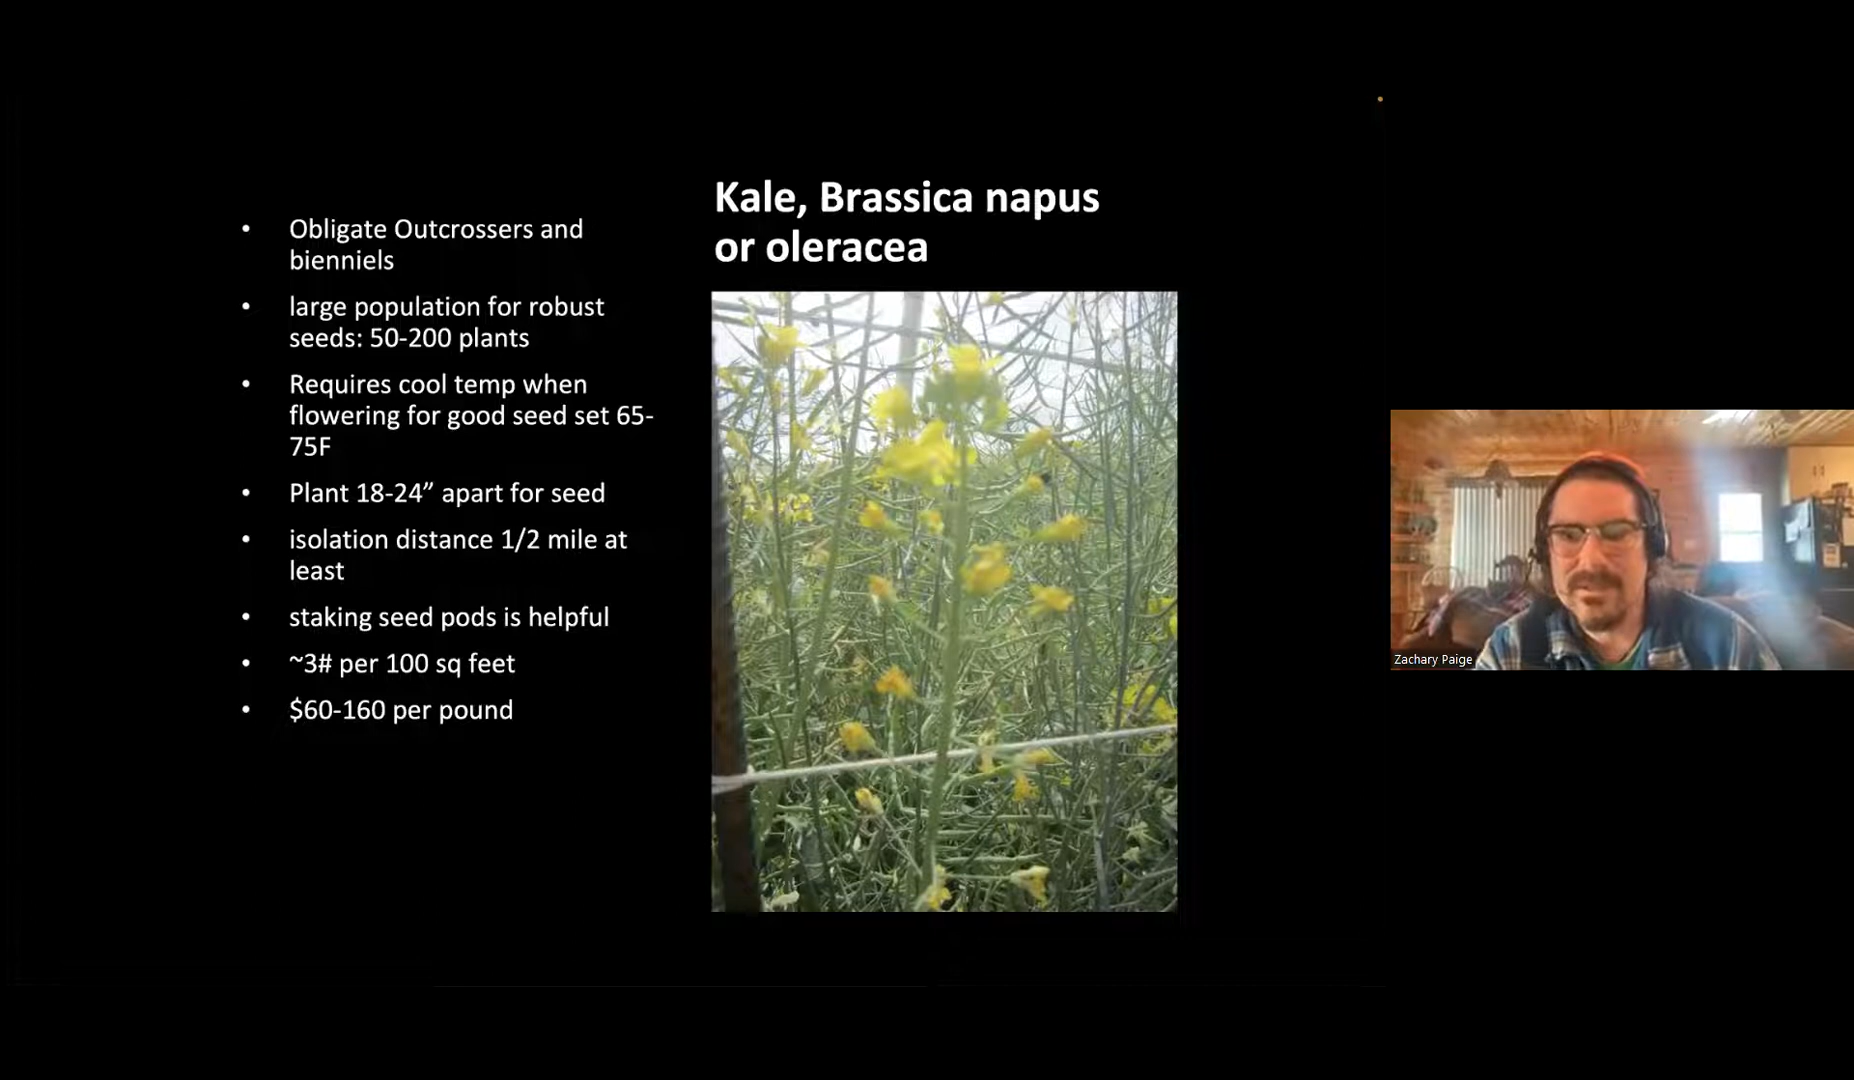 Kale, Brassica napus
or oleracea
• Obligate Outcrossers and
bienniels
• large population for robust
seeds: 50-200 plants
• Requires cool temp when
flowering for good seed set 65-
75F
• Plant 18-24” apart for seed
• isolation distance 1/2 mile at
least
• staking seed pods is helpful
• ~3# per 100 sq feet
• $60-160 per pound
Zachary Paige